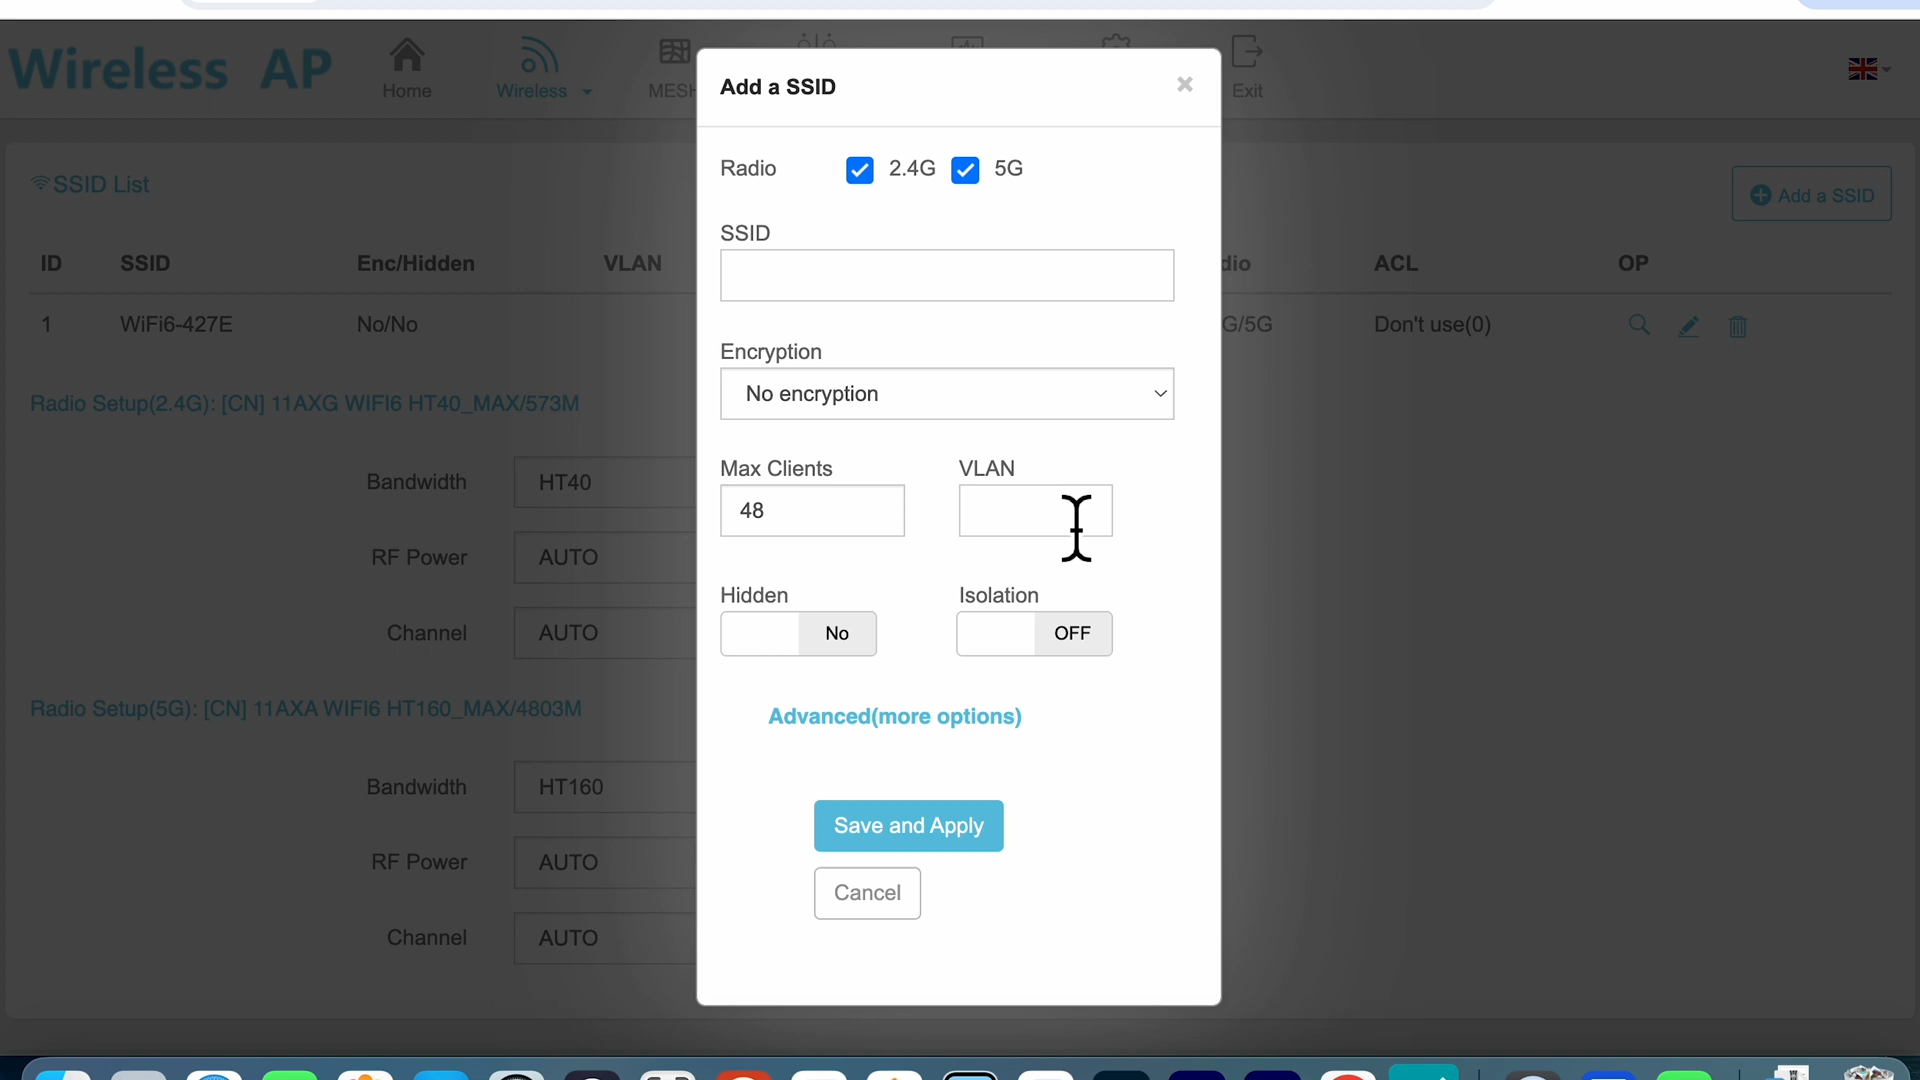 Wireless AP
Home
Wireless
MESH
Exit
Add a SSID
×
Radio
2.4G
5G
SSID
Encryption
No encryption
Max Clients
VLAN
48
Hidden
Isolation
No
OFF
Advanced(more options)
Save and Apply
Cancel
SSID List
Add a SSID
ID
SSID
Enc/Hidden
VLAN
dio
ACL
OP
1
WiFi6-427E
No/No
G/5G
Don't use(0)
Radio Setup(2.4G): [CN] 11AXG WIFI6 HT40_MAX/573M
Bandwidth
HT40
RF Power
AUTO
Channel
AUTO
Radio Setup(5G): [CN] 11AXA WIFI6 HT160_MAX/4803M
Bandwidth
HT160
RF Power
AUTO
Channel
AUTO